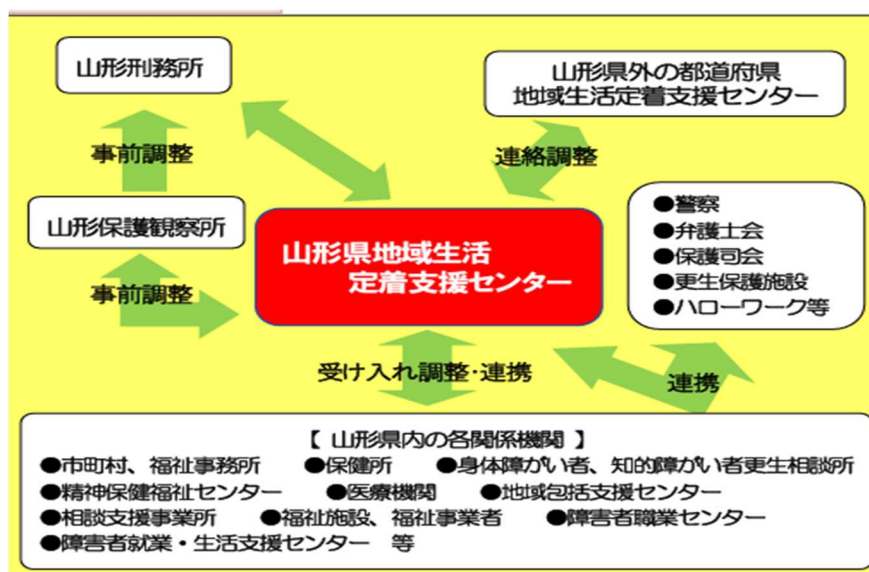 山形刑務所
山形県外の都道府県
地域生活定着支援センター
事前調整
連絡調整
山形保護観察所
●警察
●弁護士会
●保護司会
●更生保護施設
●ハローワーク等
山形県地域生活
定着支援センター
事前調整
受け入れ調整・連携
連携
【 山形県内の各関係機関 】
●市町村、福祉事務所 ●保健所 ●身体障がい者、知的障がい者更生相談所
●精神保健福祉センター ●医療機関 ●地域包括支援センター
●相談支援事業所 ●福祉施設、福祉事業者 ●障害者職業センター
●障害者就業・生活支援センター 等